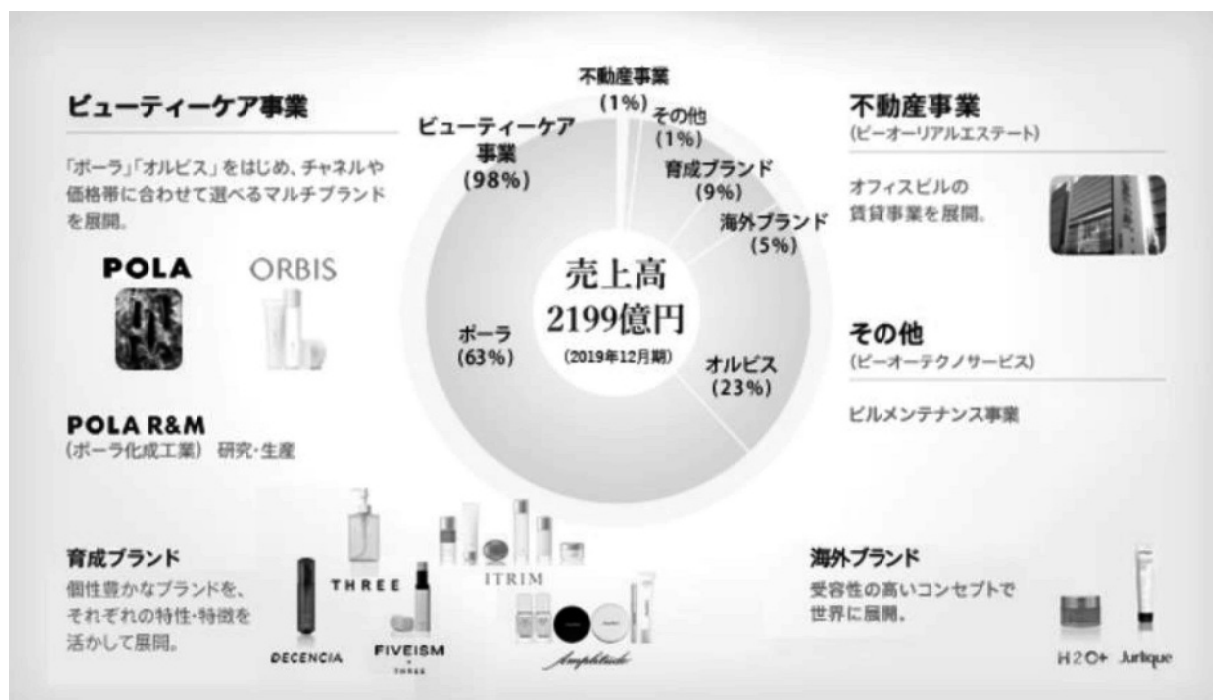 ビューティーケア事業
「ポーラ」「オルビス」をはじめ、チャネルや
価格帯に合わせて選べるマルチブランド
を展開。
POLA
ORBIS
POLA R&M
(ポーラ化成工業) 研究・生産
不動産事業
(1%)
その他
(1%)
ビューティーケア
事業
(98%)
育成ブランド
(9%)
海外ブランド
(5%)
売上高
2199億円
(2019年12月期)
ポーラ
(63%)
オルビス
(23%)
不動産事業
(ピーオーリアルエステート)
オフィスビルの
賃貸事業を展開。
その他
(ピーオーテクノサービス)
ビルメンテナンス事業
育成ブランド
個性豊かなブランドを、
それぞれの特性・特徴を
活かして展開。
DECENCIA
THREE
FIVEISM
×
THREE
ITRIM
Amplitude
海外ブランド
受容性の高いコンセプトで
世界に展開。
H2O+
Jurlique